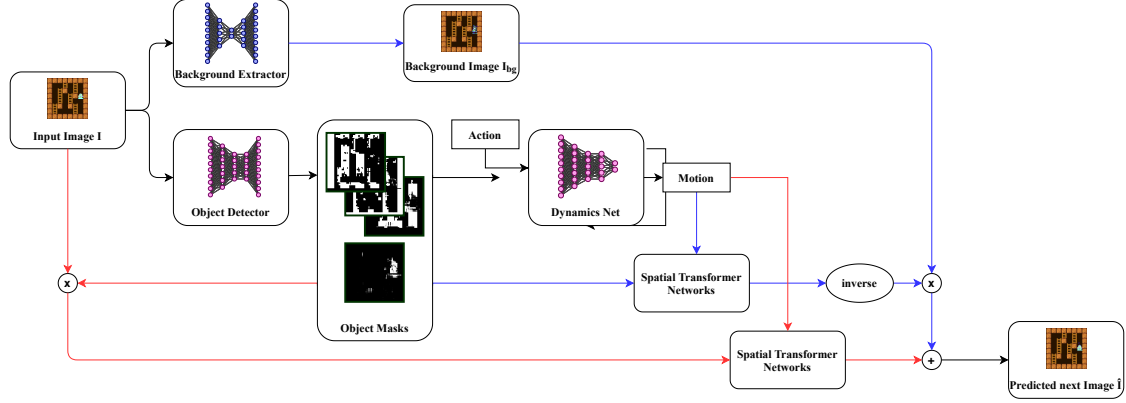 Background Extractor
Background Image Ibg
Input Image I
Object Detector
Object Masks
Action
Dynamics Net
Motion
Spatial Transformer
Networks
inverse
x
x
Spatial Transformer
Networks
+
Predicted next Image Î